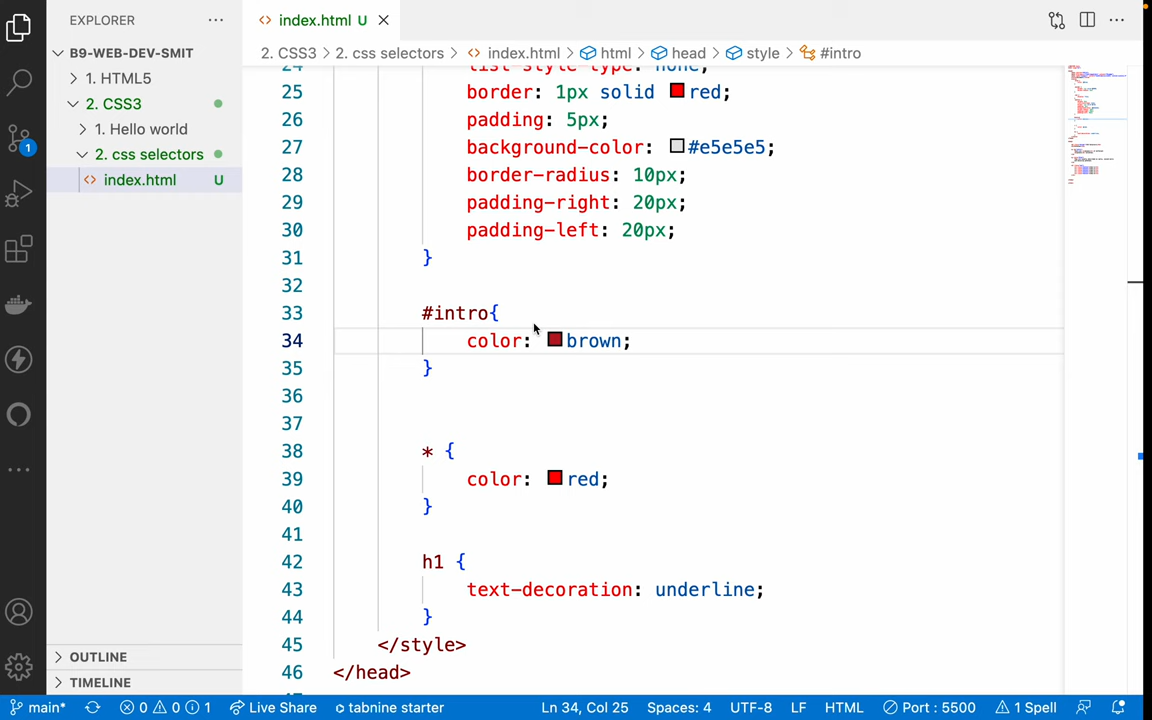 EXPLORER
index.html U
B9-WEB-DEV-SMIT
2. CSS3 > 2. css selectors > index.html > html > head > style > #intro
1. HTML5
2. CSS3
1. Hello world
2. css selectors
index.html U
1
24 list-style-type: none;
25 border: 1px solid red;
26 padding: 5px;
27 background-color: #e5e5e5;
28 border-radius: 10px;
29 padding-right: 20px;
30 padding-left: 20px;
31 }
32
33 #intro{
34 color: brown;
35 }
36
37
38 * {
39 color: red;
40 }
41
42 h1 {
43 text-decoration: underline;
44 }
45 </style>
46 </head>
OUTLINE
TIMELINE
main* 0 0 1 Live Share tabnine starter Ln 34, Col 25 Spaces: 4 UTF-8 LF HTML Port : 5500 1 Spell